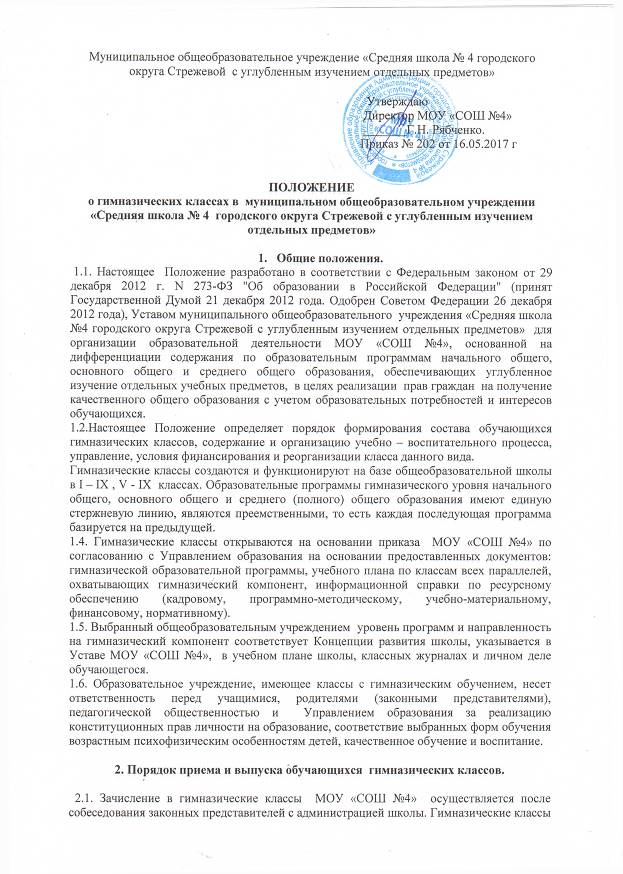 Муниципальное общеобразовательное учреждение «Средняя школа № 4 городского
округа Стрежевой с углубленным изучением отдельных предметов»
Утверждаю
Директор МОУ «СОШ №4»
Г.Н. Рябченко.
Приказ № 202 от 16.05.2017 г
ПОЛОЖЕНИЕ
о гимназических классах в муниципальном общеобразовательном учреждении
«Средняя школа № 4 городского округа Стрежевой с углубленным изучением
отдельных предметов»
1. Общие положения.
1.1. Настоящее Положение разработано в соответствии с Федеральным законом от 29
декабря 2012 г. N 273-ФЗ "Об образовании в Российской Федерации" (принят
Государственной Думой 21 декабря 2012 года. Одобрен Советом Федерации 26 декабря
2012 года), Уставом муниципального общеобразовательного учреждения «Средняя школа
№4 городского округа Стрежевой с углубленным изучением отдельных предметов» для
организации образовательной деятельности МОУ «СОШ №4», основанной на
дифференциации содержания по образовательным программам начального общего,
основного общего и среднего общего образования, обеспечивающих углубленное
изучение отдельных учебных предметов, в целях реализации прав граждан на получение
качественного общего образования с учетом образовательных потребностей и интересов
обучающихся.
1.2.Настоящее Положение определяет порядок формирования состава обучающихся
гимназических классов, содержание и организацию учебно – воспитательного процесса,
управление, условия финансирования и реорганизации класса данного вида.
Гимназические классы создаются и функционируют на базе общеобразовательной школы
в I – IX , V - IX классах. Образовательные программы гимназического уровня начального
общего, основного общего и среднего (полного) общего образования имеют единую
стержневую линию, являются преемственными, то есть каждая последующая программа
базируется на предыдущей.
1.4. Гимназические классы открываются на основании приказа МОУ «СОШ №4» по
согласованию с Управлением образования на основании предоставленных документов:
гимназической образовательной программы, учебного плана по классам всех параллелей,
охватывающих гимназический компонент, информационной справки по ресурсному
обеспечению (кадровому, программно-методическому, учебно-материальному,
финансовому, нормативному).
1.5. Выбранный общеобразовательным учреждением уровень программ и направленность
на гимназический компонент соответствует Концепции развития школы, указывается в
Уставе МОУ «СОШ №4», в учебном плане школы, классных журналах и личном деле
обучающегося.
1.6. Образовательное учреждение, имеющее классы с гимназическим обучением, несет
ответственность перед учащимися, родителями (законными представителями),
педагогической общественностью и Управлением образования за реализацию
конституционных прав личности на образование, соответствие выбранных форм обучения
возрастным психофизическим особенностям детей, качественное обучение и воспитание.
2. Порядок приема и выпуска обучающихся гимназических классов.
2.1. Зачисление в гимназические классы МОУ «СОШ №4» осуществляется после
собеседования законных представителей с администрацией школы. Гимназические классы